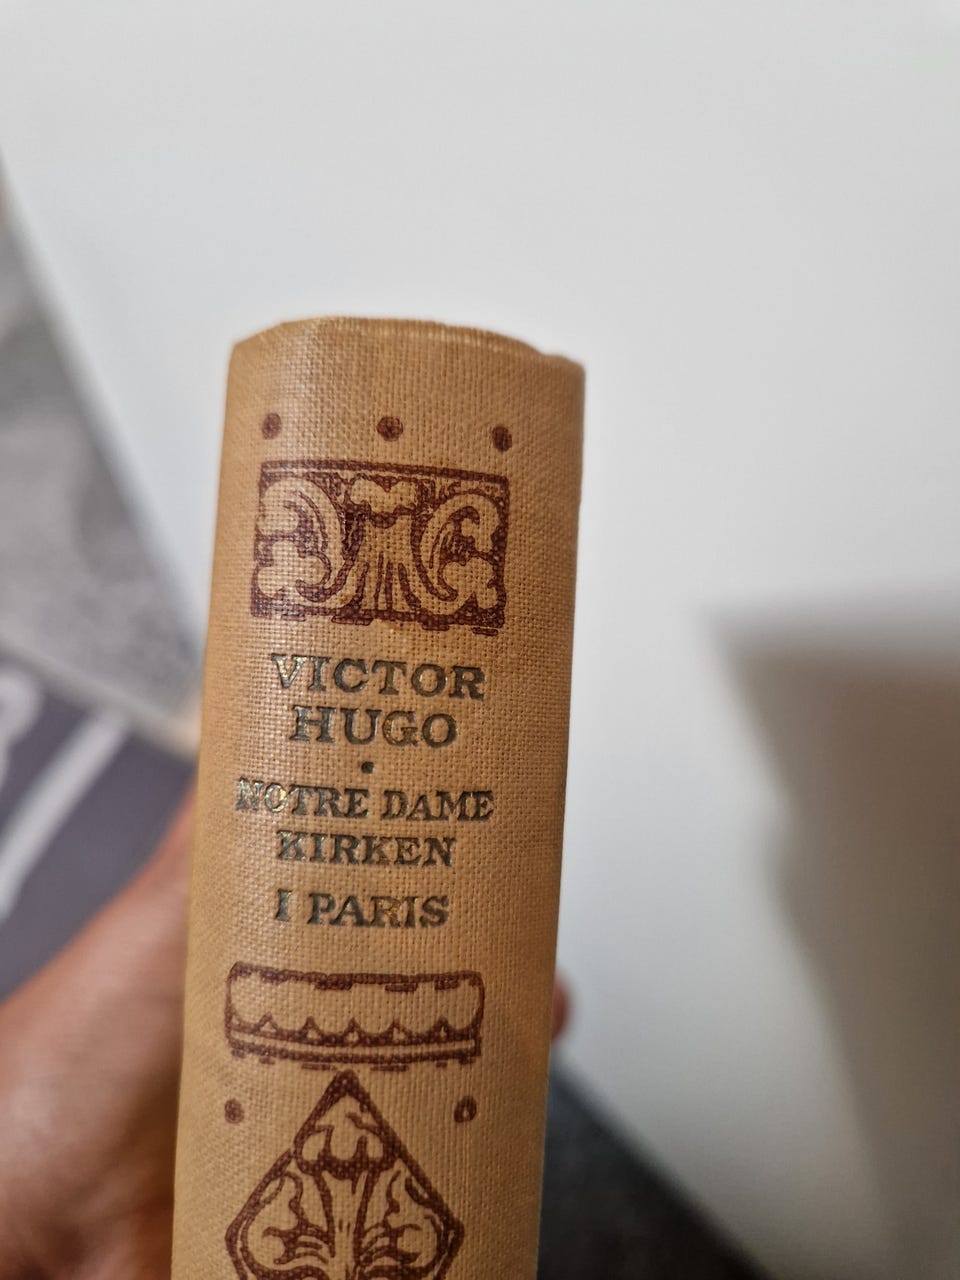 VICTOR
HUGO
•
NOTRE DAME
KIRKEN
I PARIS